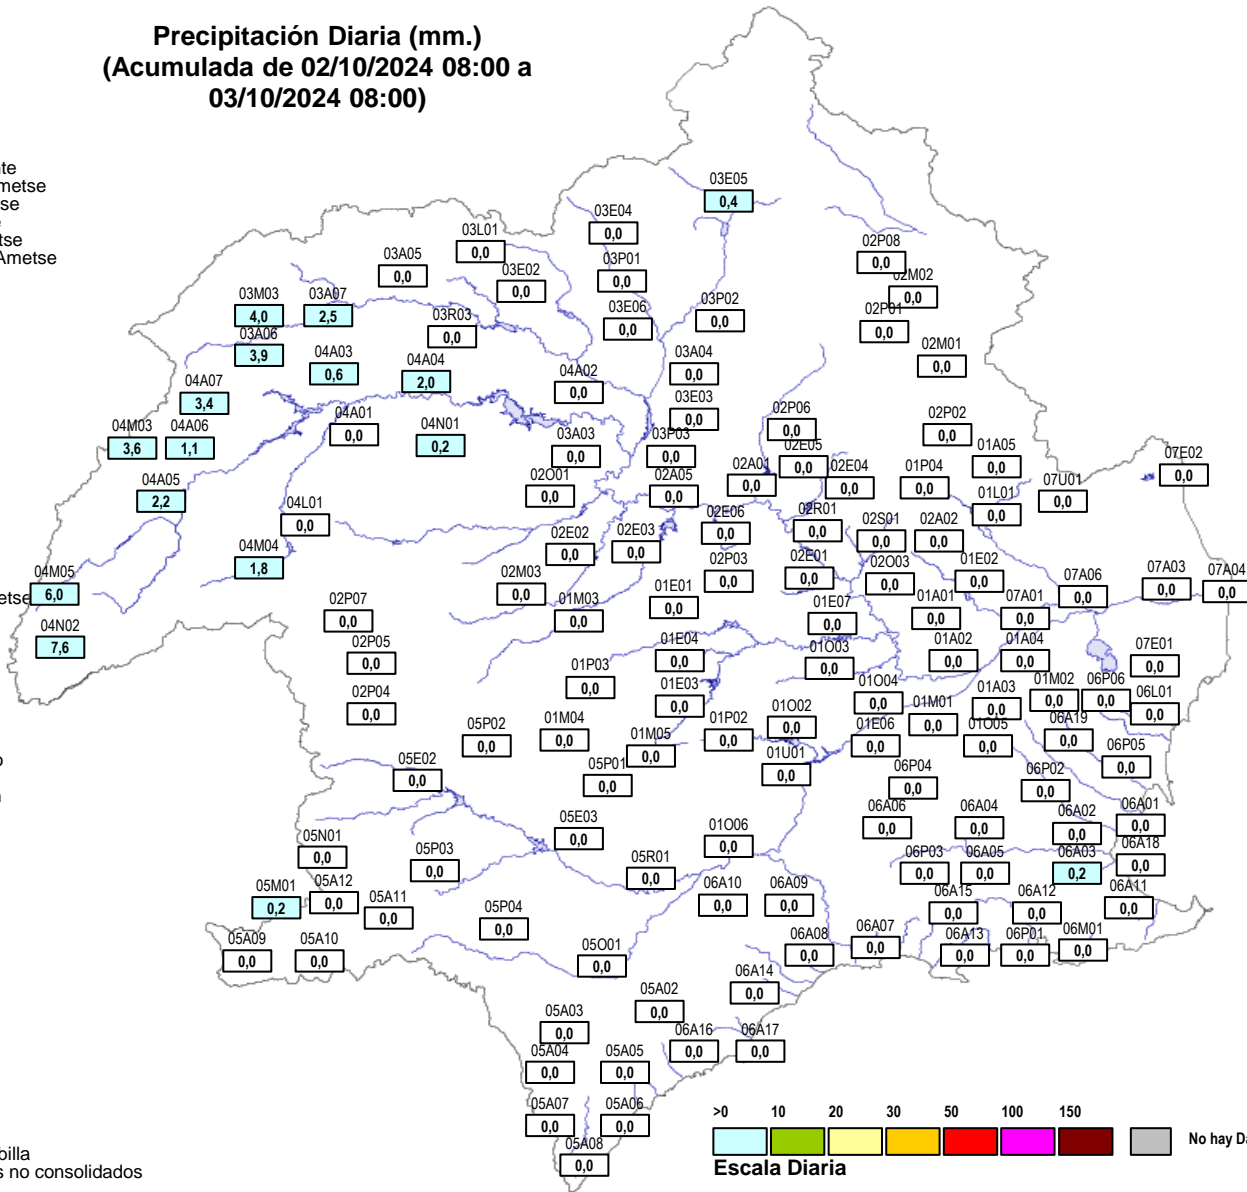 Precipitación Diaria (mm.)
(Acumulada de 02/10/2024 08:00 a
03/10/2024 08:00)
03E05
0,4
03E04
0,0
03L01
0,0
03A05
0,0
03E02
0,0
03P01
0,0
02P08
0,0
02M02
0,0
03M03
4,0
03A07
2,5
03R03
0,0
03E06
0,0
03P02
0,0
02P01
0,0
03A06
3,9
04A03
0,6
04A04
2,0
04A02
0,0
03A04
0,0
02M01
0,0
04A07
3,4
03E03
0,0
04M03
3,6
04A06
1,1
04A01
0,0
04N01
0,2
03A03
0,0
03P03
0,0
02P06
0,0
02P02
0,0
02E05
0,0
01A05
0,0
07E02
0,0
04A05
2,2
02O01
0,0
02A05
0,0
02A01
0,0
02E04
0,0
01P04
0,0
07U01
0,0
01L01
0,0
04L01
0,0
02E06
0,0
02R01
0,0
02S01
0,0
02A02
0,0
02E02
0,0
02E03
0,0
04M04
1,8
02P03
0,0
02E01
0,0
02O03
0,0
01E02
0,0
04M05
6,0
02M03
0,0
01M03
0,0
01E01
0,0
07A06
0,0
07A03
0,0
07A04
0,0
02P07
0,0
01E07
0,0
01A01
0,0
07A01
0,0
04N02
7,6
02P05
0,0
01E04
0,0
01O03
0,0
01A02
0,0
01A04
0,0
07E01
0,0
01P03
0,0
01E03
0,0
01O04
0,0
01A03
0,0
01M02
0,0
06P06
0,0
06L01
0,0
02P04
0,0
05P02
0,0
01M04
0,0
01M05
0,0
01P02
0,0
01O02
0,0
01E06
0,0
01M01
0,0
01O05
0,0
06A19
0,0
05E02
0,0
05P01
0,0
01U01
0,0
06P04
0,0
06P02
0,0
06P05
0,0
05E03
0,0
01O06
0,0
06A06
0,0
06A04
0,0
06A02
0,0
06A01
0,0
05N01
0,0
05P03
0,0
05R01
0,0
06P03
0,0
06A05
0,0
06A03
0,2
06A18
0,0
05M01
0,2
05A12
0,0
05A11
0,0
05P04
0,0
06A10
0,0
06A09
0,0
06A15
0,0
06A12
0,0
06A11
0,0
05A09
0,0
05A10
0,0
05O01
0,0
06A08
0,0
06A07
0,0
06A13
0,0
06P01
0,0
06M01
0,0
05A02
0,0
06A14
0,0
05A03
0,0
06A16
0,0
06A17
0,0
05A04
0,0
05A05
0,0
05A07
0,0
05A06
0,0
05A08
0,0
>0 10 20 30 50 100 150
No hay Da
Escala Diaria
nte
metse
tse
Ametse
etse
billa
s no consolidados